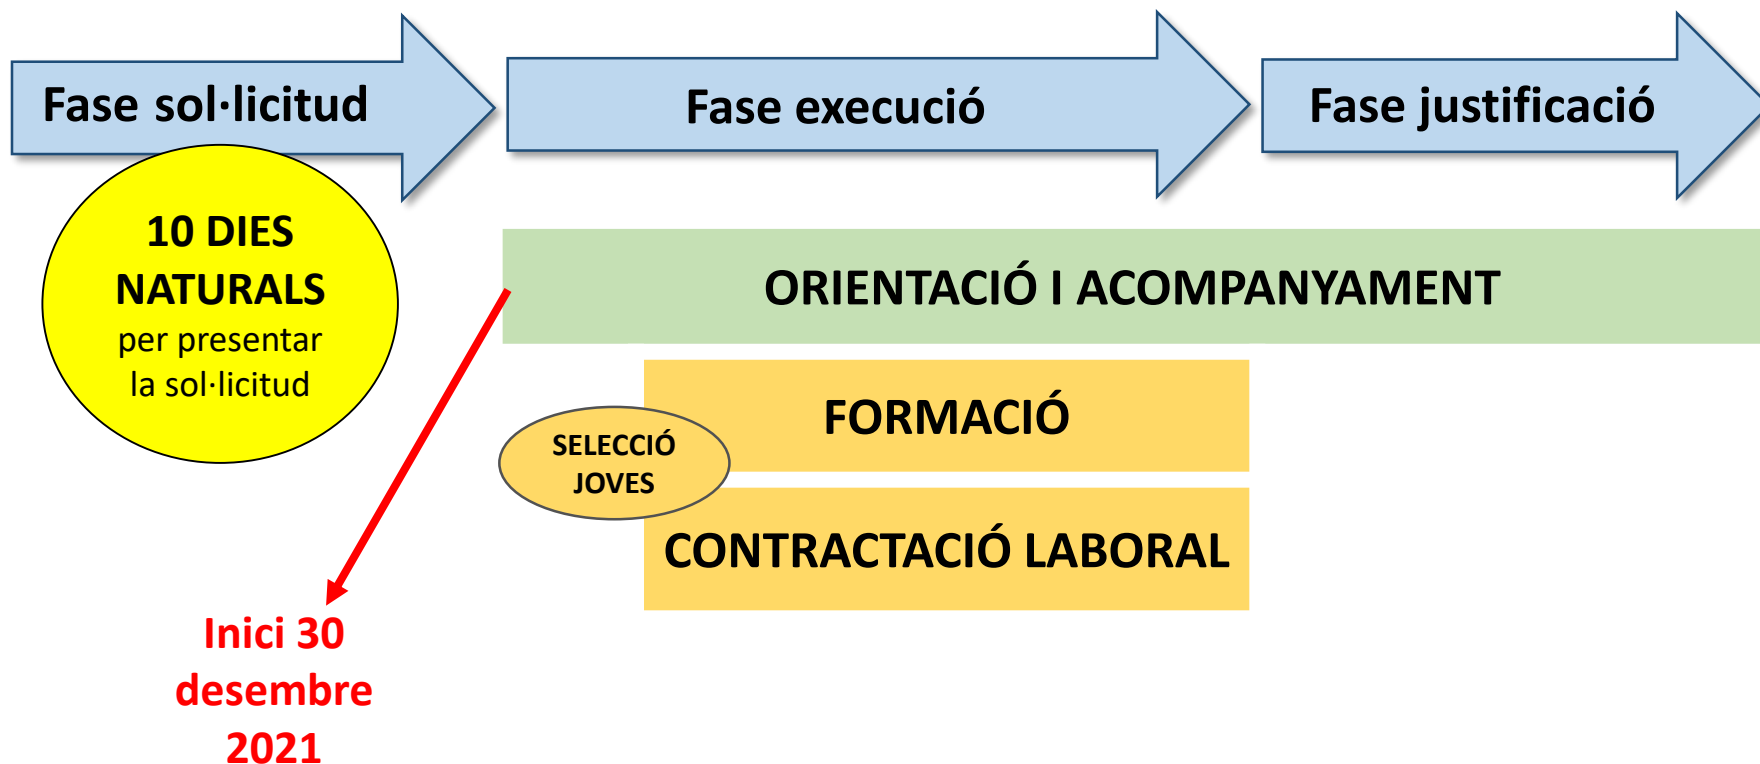 Fase sol·licitud
Fase execució
Fase justificació
10 DIES
NATURALS
per presentar
la sol·licitud
ORIENTACIÓ I ACOMPANYAMENT
FORMACIÓ
SELECCIÓ
JOVES
CONTRACTACIÓ LABORAL
Inici 30
desembre
2021